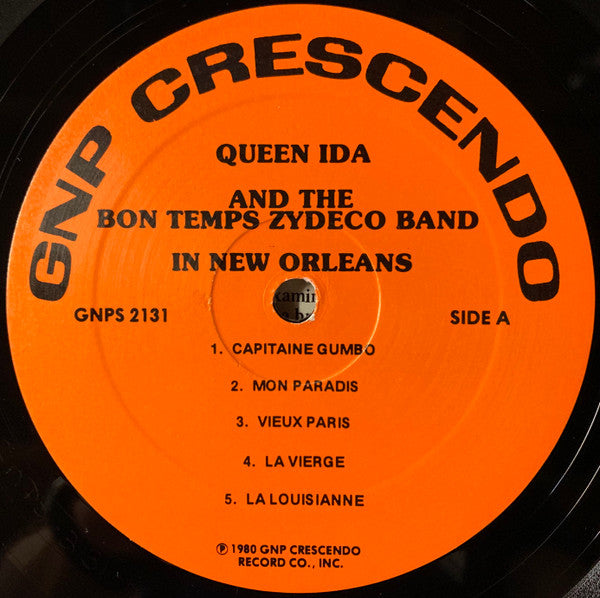 GNP CRESCENDO
QUEEN IDA
AND THE
BON TEMPS ZYDECO BAND
IN NEW ORLEANS
GNPS 2131
SIDE A
1. CAPITAINE GUMBO
2. MON PARADIS
3. VIEUX PARIS
4. LA VIERGE
5. LA LOUISIANNE
℗ 1980 GNP CRESCENDO
RECORD CO., INC.